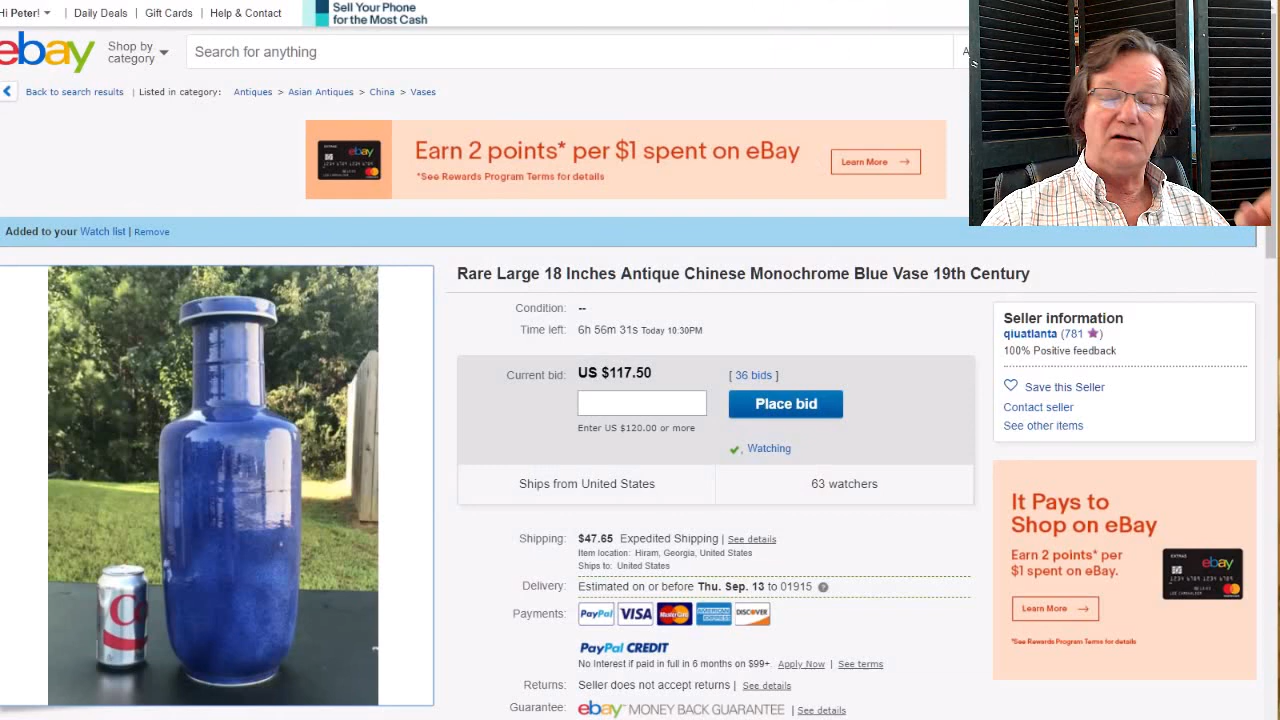 Hi Peter!
Daily Deals
Gift Cards
Help & Contact
Sell Your Phone
for the Most Cash
ebay
Shop by
category
Search for anything
Back to search results
Listed in category:
Antiques > Asian Antiques > China > Vases
ebay
Earn 2 points* per $1 spent on eBay
*See Rewards Program Terms for details
Learn More
Added to your Watch list | Remove
Rare Large 18 Inches Antique Chinese Monochrome Blue Vase 19th Century
Condition: --
Time left: 6h 56m 31s Today 10:30PM
Current bid: US $117.50 [ 36 bids ]
Place bid
Enter US $120.00 or more
Watching
Ships from United States
63 watchers
Shipping: $47.65 Expedited Shipping | See details
Item location: Hiram, Georgia, United States
Ships to: United States
Delivery: Estimated on or before Thu. Sep. 13 to 01915
Payments: PayPal VISA MasterCard AMERICAN EXPRESS DISCOVER
PayPal CREDIT
No Interest if paid in full in 6 months on $99+. Apply Now | See terms
Returns: Seller does not accept returns | See details
Guarantee: ebay MONEY BACK GUARANTEE | See details
Seller information
qiuatlanta (781)
100% Positive feedback
Save this Seller
Contact seller
See other items
It Pays to
Shop on eBay
Earn 2 points* per
$1 spent on eBay.
Learn More
*See Rewards Program Terms for details
ebay